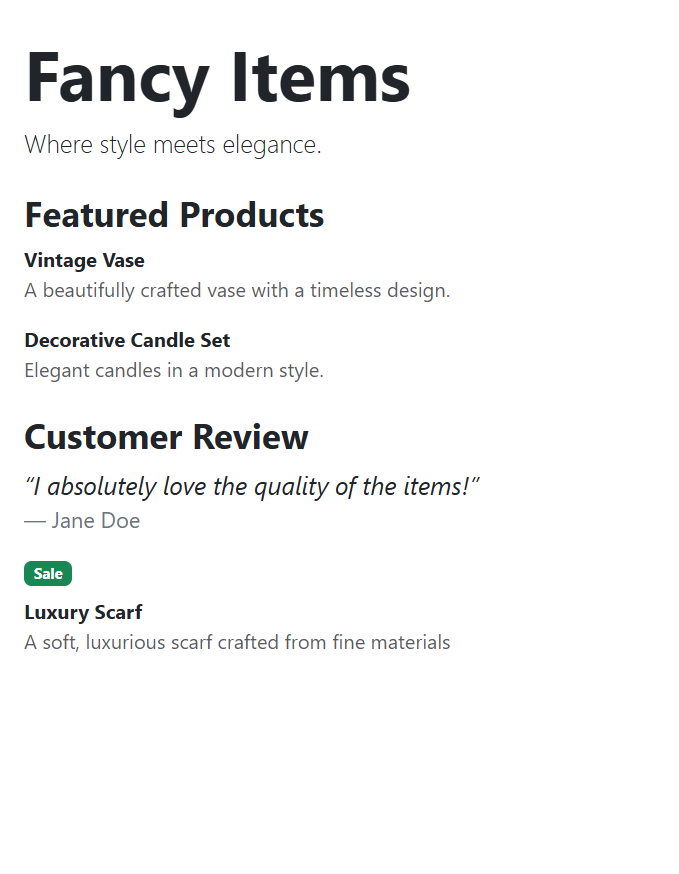 Fancy Items
Where style meets elegance.
Featured Products
Vintage Vase
A beautifully crafted vase with a timeless design.
Decorative Candle Set
Elegant candles in a modern style.
Customer Review
“I absolutely love the quality of the items!”
— Jane Doe
Sale
Luxury Scarf
A soft, luxurious scarf crafted from fine materials